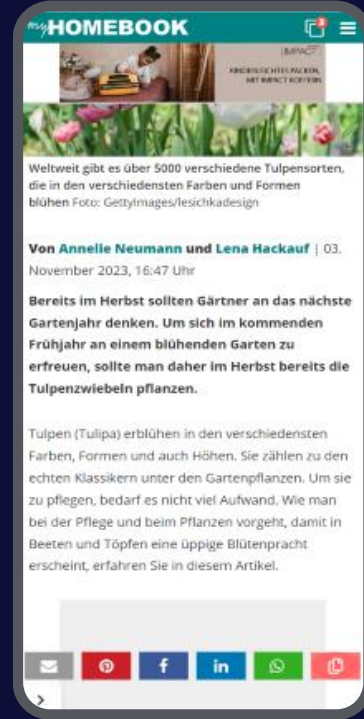 myHOMEBOOK
IMPACT
KINDERLEICHTES PACKEN,
MIT IMPACT KOFFERN
Weltweit gibt es über 5000 verschiedene Tulpensorten,
die in den verschiedensten Farben und Formen
blühen Foto: GettyImages/lesichkadesign
Von Annelie Neumann und Lena Hackauf | 03.
November 2023, 16:47 Uhr
Bereits im Herbst sollten Gärtner an das nächste
Gartenjahr denken. Um sich im kommenden
Frühjahr an einem blühenden Garten zu
erfreuen, sollte man daher im Herbst bereits die
Tulpenzwiebeln pflanzen.
Tulpen (Tulipa) erblühen in den verschiedensten
Farben, Formen und auch Höhen. Sie zählen zu den
echten Klassikern unter den Gartenpflanzen. Um sie
zu pflegen, bedarf es nicht viel Aufwand. Wie man
bei der Pflege und beim Pflanzen vorgeht, damit in
Beeten und Töpfen eine üppige Blütenpracht
erscheint, erfahren Sie in diesem Artikel.